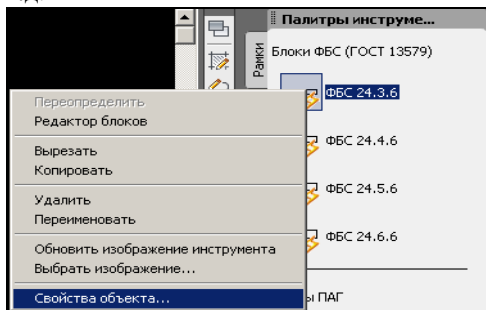 Палитры инструме...
Рамки
Блоки ФБС (ГОСТ 13579)
ФБС 24.3.6
ФБС 24.4.6
ФБС 24.5.6
ФБС 24.6.6
ы ПАГ
Переопределить
Редактор блоков
Вырезать
Копировать
Удалить
Переименовать
Обновить изображение инструмента
Выбрать изображение...
Свойства объекта...